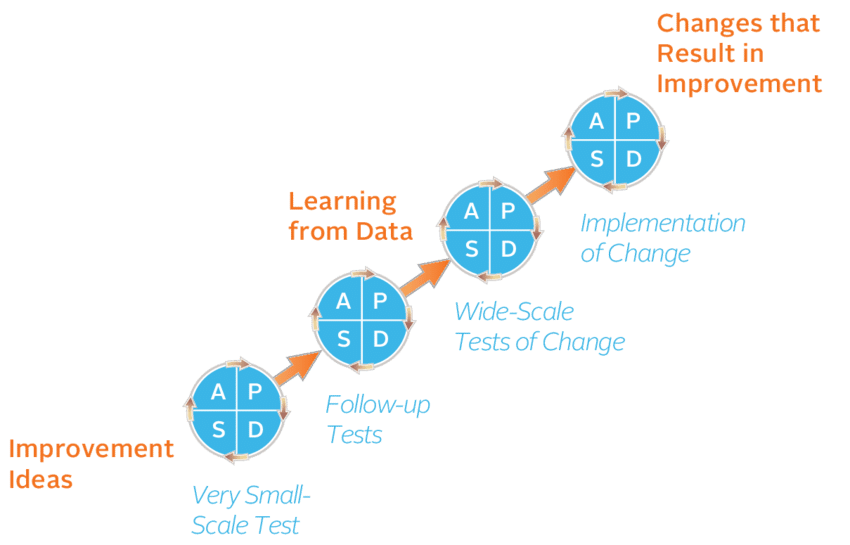 Changes that
Result in
Improvement
A P
S D
Implementation
of Change
Learning
from Data
A P
S D
Wide-Scale
Tests of Change
A P
S D
Follow-up
Tests
A P
S D
Improvement
Ideas
Very Small-
Scale Test